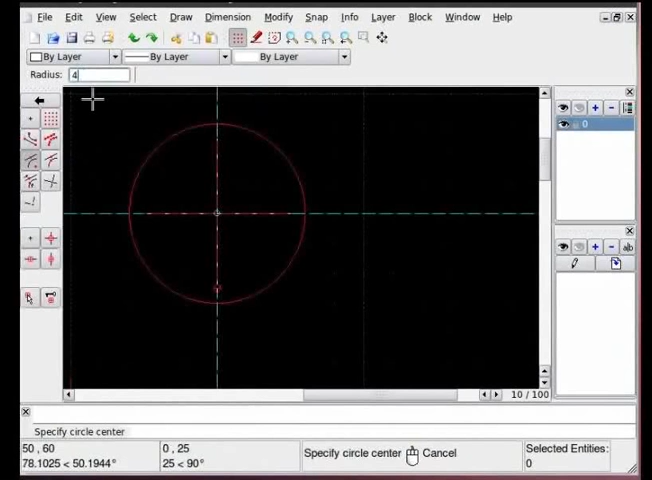 File Edit View Select Draw Dimension Modify Snap Info Layer Block Window Help
By Layer By Layer By Layer
Radius: 4
0
10 / 100
Specify circle center
50 , 60 0 , 25 Specify circle center Cancel Selected Entities:
78.1025 < 50.1944° 25 < 90° 0